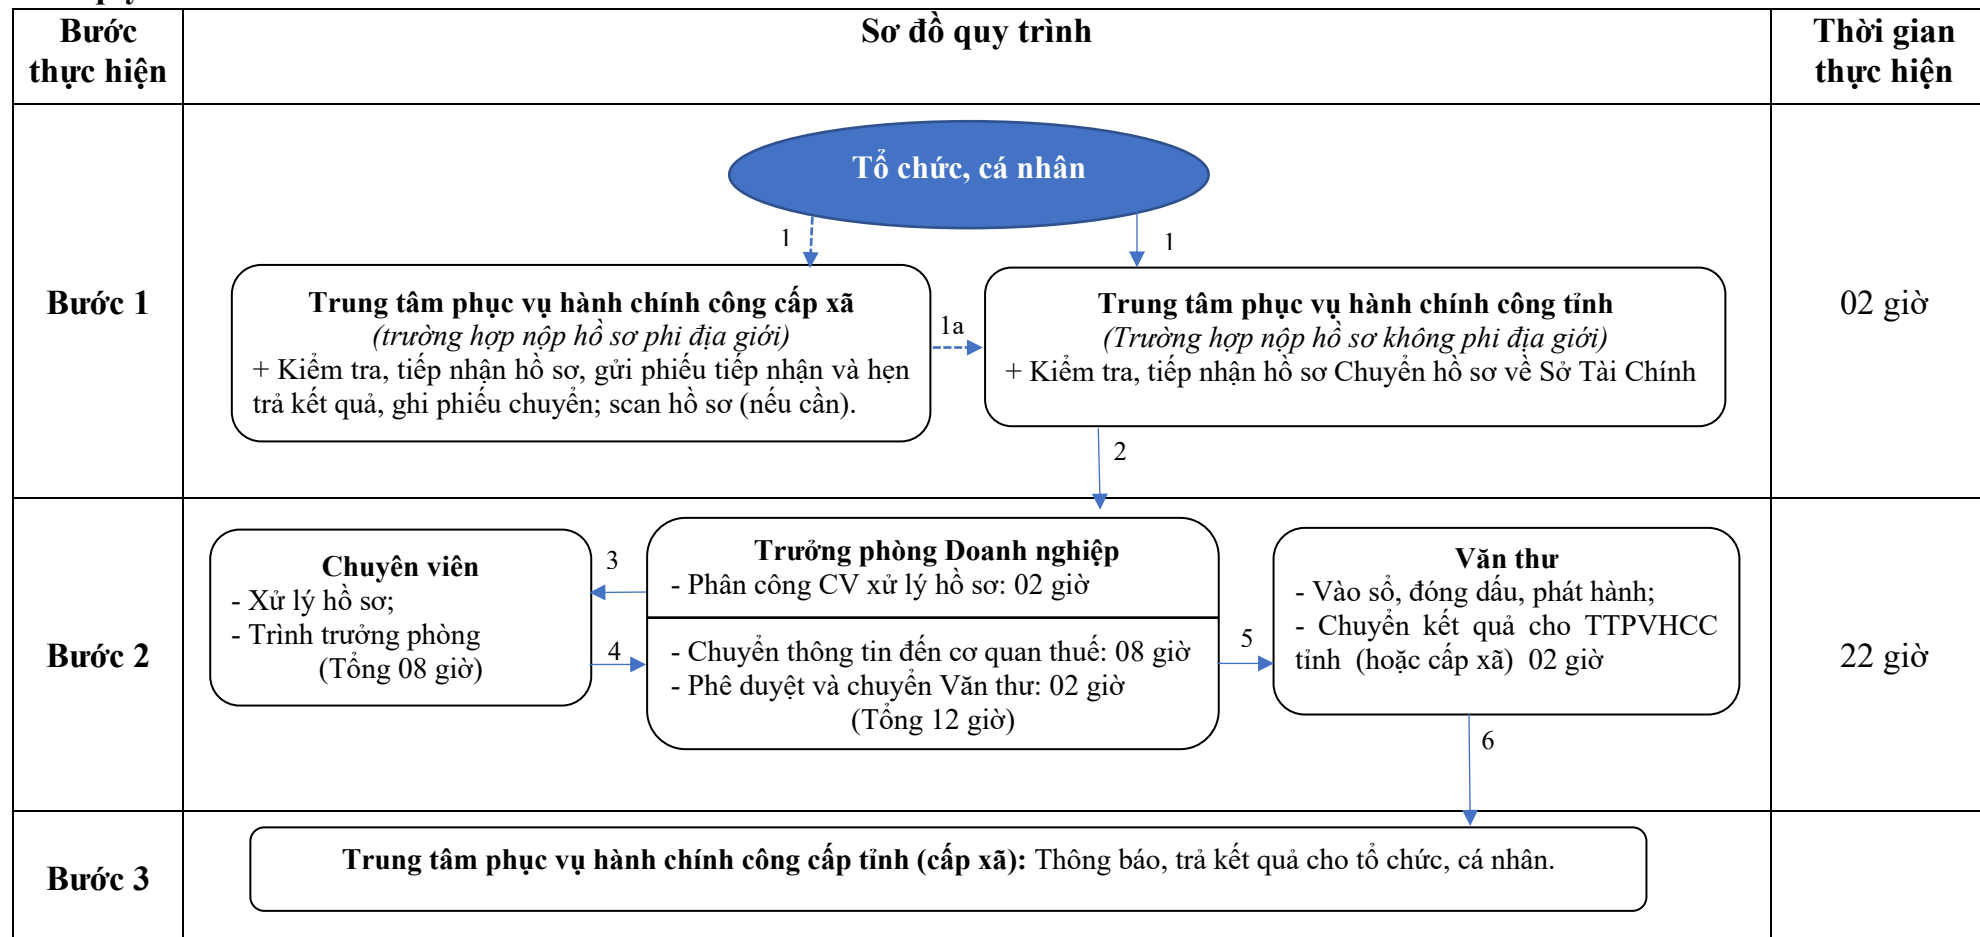 Bước thực hiện
Sơ đồ quy trình
Thời gian thực hiện
Tổ chức, cá nhân
1
1
Bước 1
Trung tâm phục vụ hành chính công cấp xã
(trường hợp nộp hồ sơ phi địa giới)
+ Kiểm tra, tiếp nhận hồ sơ, gửi phiếu tiếp nhận và hẹn
trả kết quả, ghi phiếu chuyển; scan hồ sơ (nếu cần).
1a
Trung tâm phục vụ hành chính công tỉnh
(Trường hợp nộp hồ sơ không phi địa giới)
+ Kiểm tra, tiếp nhận hồ sơ Chuyển hồ sơ về Sở Tài Chính
02 giờ
2
Bước 2
Chuyên viên
- Xử lý hồ sơ;
- Trình trưởng phòng
(Tổng 08 giờ)
3
4
Trưởng phòng Doanh nghiệp
- Phân công CV xử lý hồ sơ: 02 giờ
- Chuyển thông tin đến cơ quan thuế: 08 giờ
- Phê duyệt và chuyển Văn thư: 02 giờ
(Tổng 12 giờ)
5
Văn thư
- Vào sổ, đóng dấu, phát hành;
- Chuyển kết quả cho TTPVHCC
tỉnh (hoặc cấp xã) 02 giờ
22 giờ
6
Bước 3
Trung tâm phục vụ hành chính công cấp tỉnh (cấp xã): Thông báo, trả kết quả cho tổ chức, cá nhân.